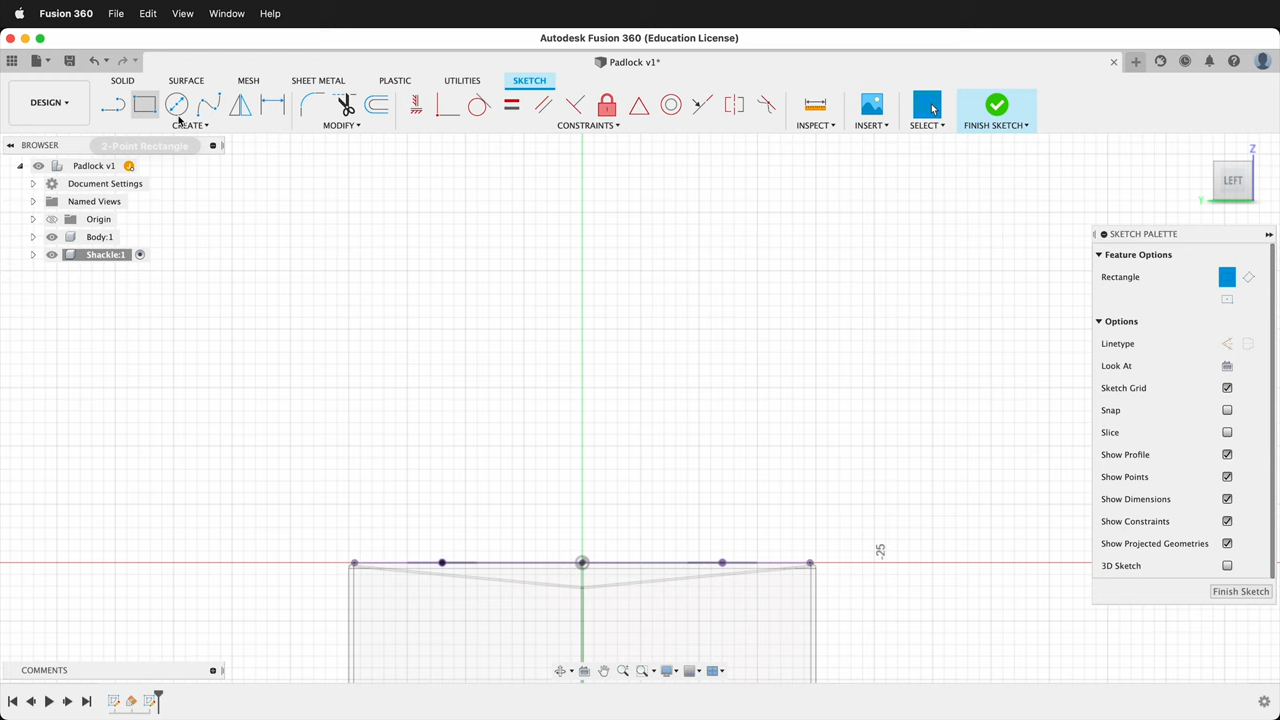 Fusion 360 File Edit View Window Help
Autodesk Fusion 360 (Education License)
Padlock v1*
SOLID SURFACE MESH SHEET METAL PLASTIC UTILITIES SKETCH
DESIGN
CREATE MODIFY CONSTRAINTS INSPECT INSERT SELECT FINISH SKETCH
BROWSER
2-Point Rectangle
Padlock v1
Document Settings
Named Views
Origin
Body:1
Shackle:1
Z
LEFT
Y
SKETCH PALETTE
Feature Options
Rectangle
Options
Linetype
Look At
Sketch Grid
Snap
Slice
Show Profile
Show Points
Show Dimensions
Show Constraints
Show Projected Geometries
3D Sketch
Finish Sketch
-25
COMMENTS